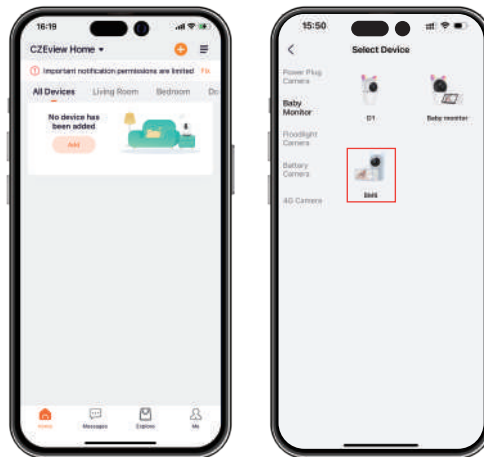 16:19
CZEview Home
Important notification permissions are limited Fix
All Devices Living Room Bedroom Do
No device has
been added
Add
Home Messages Explore Me
15:50
Select Device
Power Plug
Camera
Baby
Monitor
Floodlight
Camera
Battery
Camera
4G Camera
D1 Baby monitor